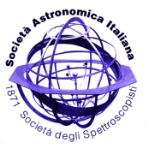 Società Astronomica Italiana
1871 Società degli Spettroscopisti